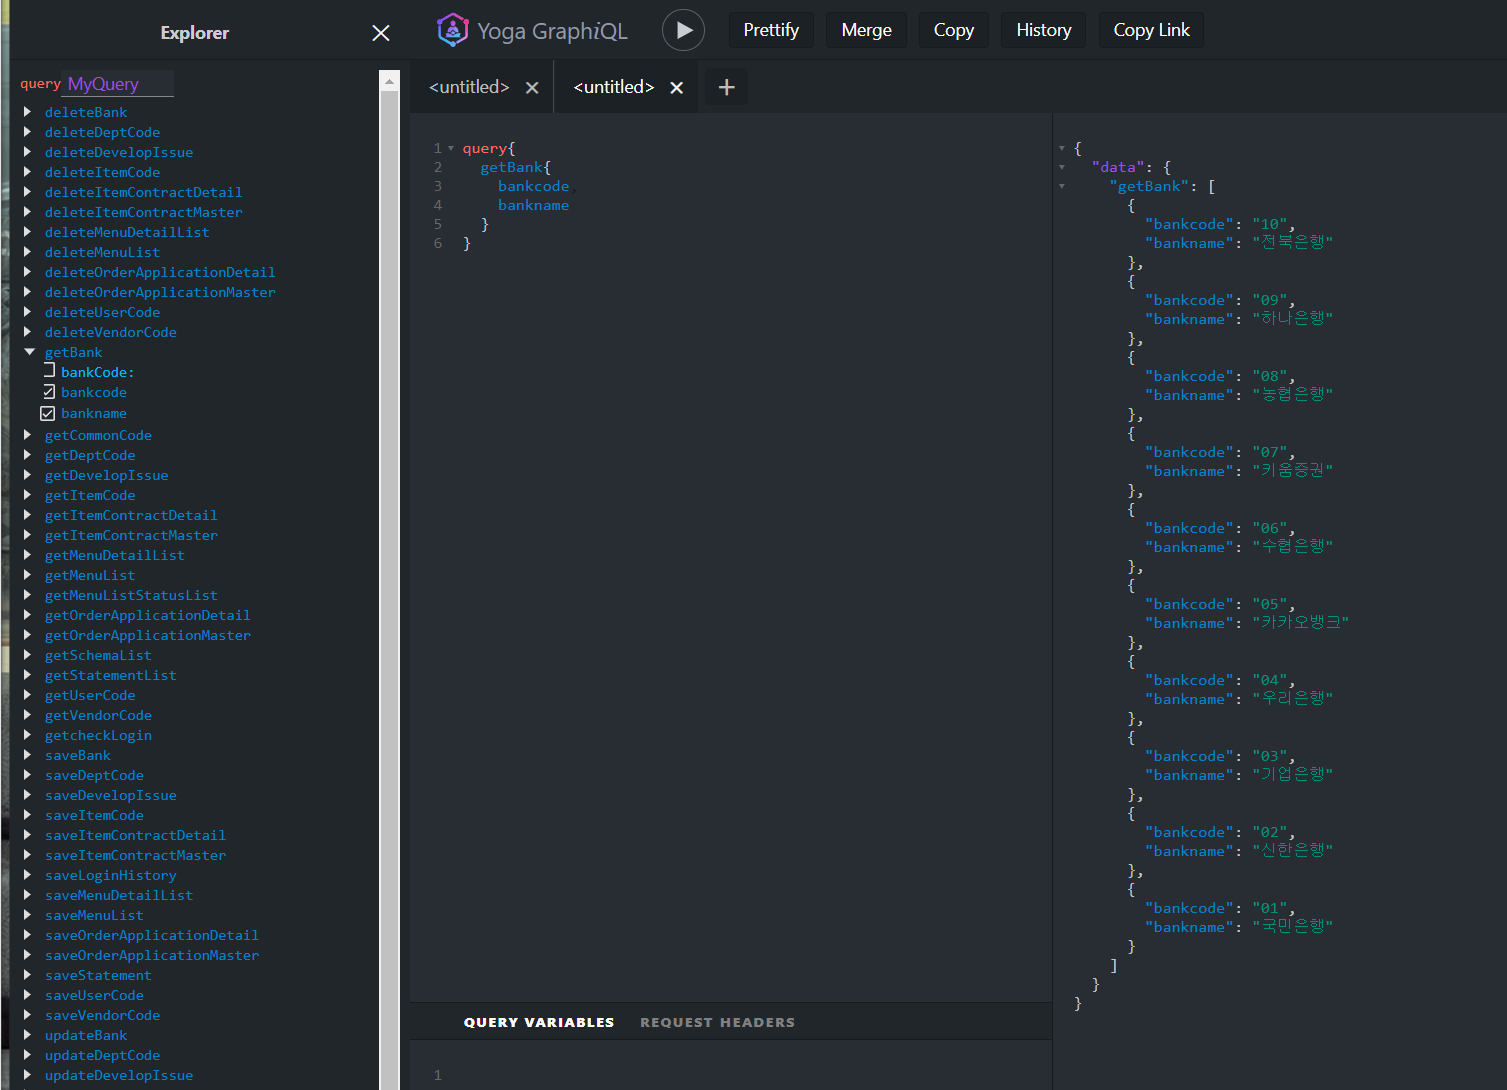 Explorer
query MyQuery
deleteBank
deleteDeptCode
deleteDevelopIssue
deleteItemCode
deleteItemContractDetail
deleteItemContractMaster
deleteMenuDetailList
deleteMenuList
deleteOrderApplicationDetail
deleteOrderApplicationMaster
deleteUserCode
deleteVendorCode
getBank
bankCode:
bankcode
bankname
getCommonCode
getDeptCode
getDevelopIssue
getItemCode
getItemContractDetail
getItemContractMaster
getMenuDetailList
getMenuList
getMenuListStatusList
getOrderApplicationDetail
getOrderApplicationMaster
getSchemaList
getStatementList
getUserCode
getVendorCode
getcheckLogin
saveBank
saveDeptCode
saveDevelopIssue
saveItemCode
saveItemContractDetail
saveItemContractMaster
saveLoginHistory
saveMenuDetailList
saveMenuList
saveOrderApplicationDetail
saveOrderApplicationMaster
saveStatement
saveUserCode
saveVendorCode
updateBank
updateDeptCode
updateDevelopIssue
Yoga GraphiQL
Prettify Merge Copy History Copy Link
<untitled> <untitled> +
1 query{
2 getBank{
3 bankcode,
4 bankname
5 }
6 }
QUERY VARIABLES REQUEST HEADERS
1
{
"data": {
"getBank": [
{
"bankcode": "10",
"bankname": "전북은행"
},
{
"bankcode": "09",
"bankname": "하나은행"
},
{
"bankcode": "08",
"bankname": "농협은행"
},
{
"bankcode": "07",
"bankname": "키움증권"
},
{
"bankcode": "06",
"bankname": "수협은행"
},
{
"bankcode": "05",
"bankname": "카카오뱅크"
},
{
"bankcode": "04",
"bankname": "우리은행"
},
{
"bankcode": "03",
"bankname": "기업은행"
},
{
"bankcode": "02",
"bankname": "신한은행"
},
{
"bankcode": "01",
"bankname": "국민은행"
}
]
}
}